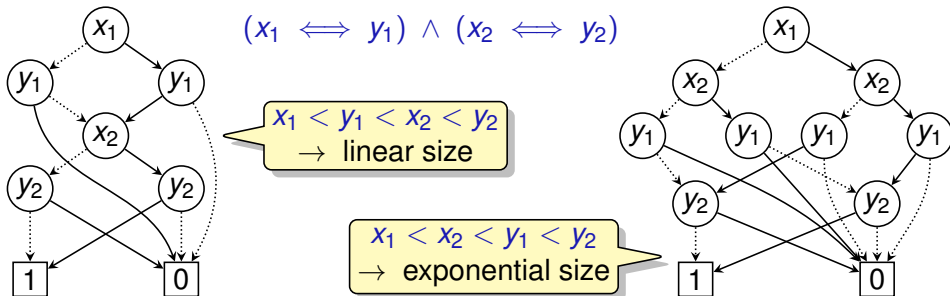 (x₁ ⟺ y₁) ∧ (x₂ ⟺ y₂)
x₁
y₁ y₁
x₂
y₂ y₂
1 0
x₁ < y₁ < x₂ < y₂
→ linear size
x₁ < x₂ < y₁ < y₂
→ exponential size
x₁
x₂ x₂
y₁ y₁ y₁ y₁
y₂ y₂
1 0